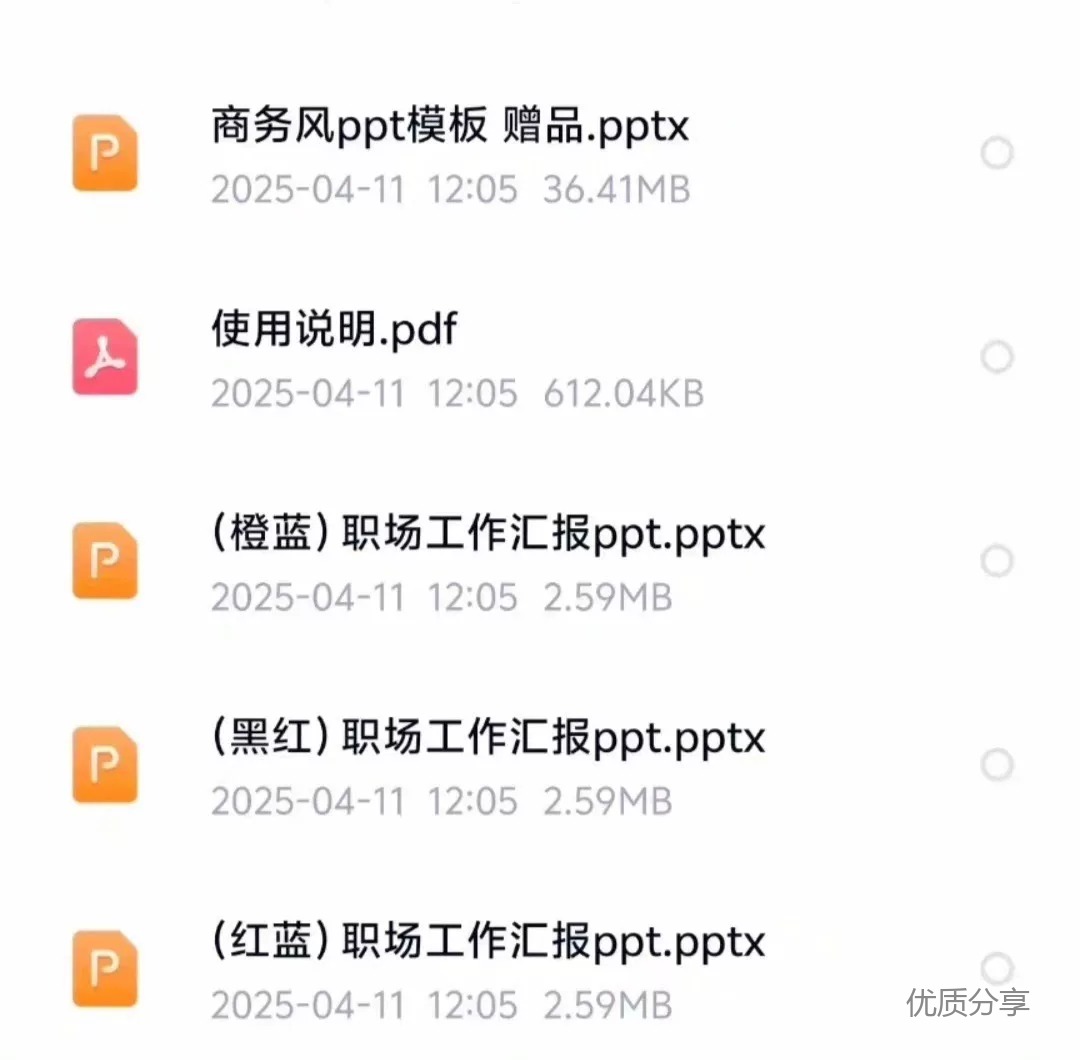 商务风ppt模板 赠品.pptx
2025-04-11 12:05 36.41MB
使用说明.pdf
2025-04-11 12:05 612.04KB
(橙蓝) 职场工作汇报ppt.pptx
2025-04-11 12:05 2.59MB
(黑红) 职场工作汇报ppt.pptx
2025-04-11 12:05 2.59MB
(红蓝) 职场工作汇报ppt.pptx
2025-04-11 12:05 2.59MB
优质分享